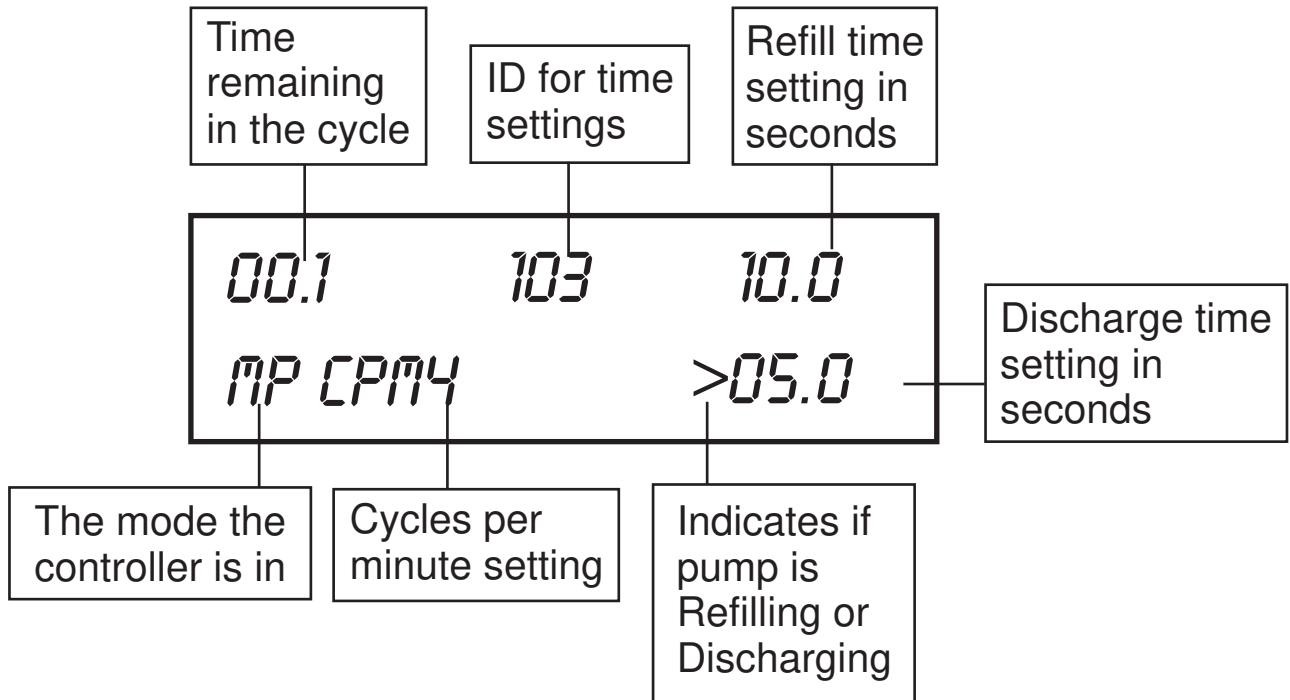 Time
remaining
in the cycle
ID for time
settings
Refill time
setting in
seconds
00.1 103 10.0
MP CPM4 >05.0
Discharge time
setting in
seconds
The mode the
controller is in
Cycles per
minute setting
Indicates if
pump is
Refilling or
Discharging